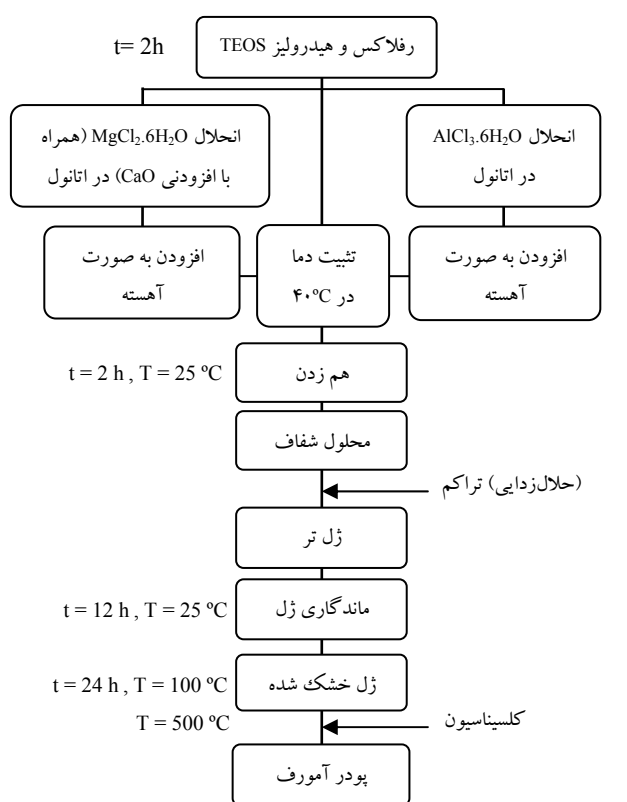 t= 2h
رفلاکس و هیدرولیز TEOS
انحلال AlCl₃.6H₂O
در اتانول
انحلال MgCl₂.6H₂O (همراه
با افزودنی CaO) در اتانول
افزودن به صورت
آهسته
تثبیت دما
در ۴۰ºC
افزودن به صورت
آهسته
هم زدن
t = 2 h , T = 25 ºC
محلول شفاف
(حلال‌زدایی) تراکم
ژل تر
ماندگاری ژل
t = 12 h , T = 25 ºC
ژل خشک شده
t = 24 h , T = 100 ºC
T = 500 ºC
کلسیناسیون
پودر آمورف